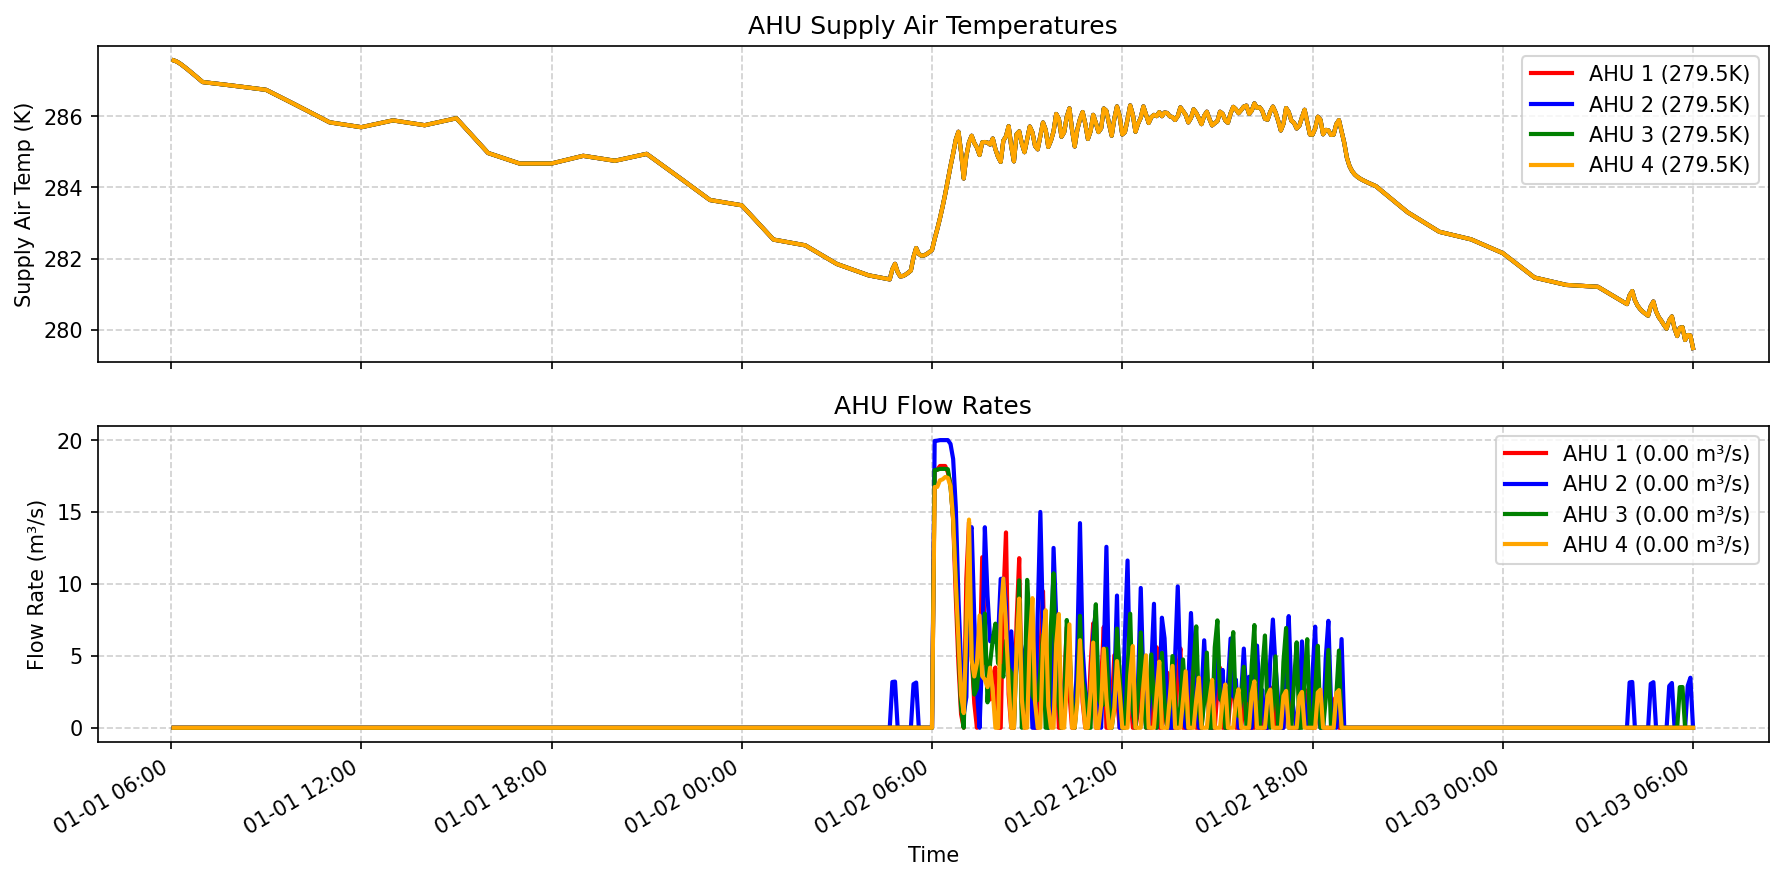 AHU Supply Air Temperatures
Supply Air Temp (K)
286
284
282
280
AHU 1 (279.5K)
AHU 2 (279.5K)
AHU 3 (279.5K)
AHU 4 (279.5K)
AHU Flow Rates
Flow Rate (m³/s)
20
15
10
5
0
AHU 1 (0.00 m³/s)
AHU 2 (0.00 m³/s)
AHU 3 (0.00 m³/s)
AHU 4 (0.00 m³/s)
01-01 06:00
01-01 12:00
01-01 18:00
01-02 00:00
01-02 06:00
01-02 12:00
01-02 18:00
01-03 00:00
01-03 06:00
Time